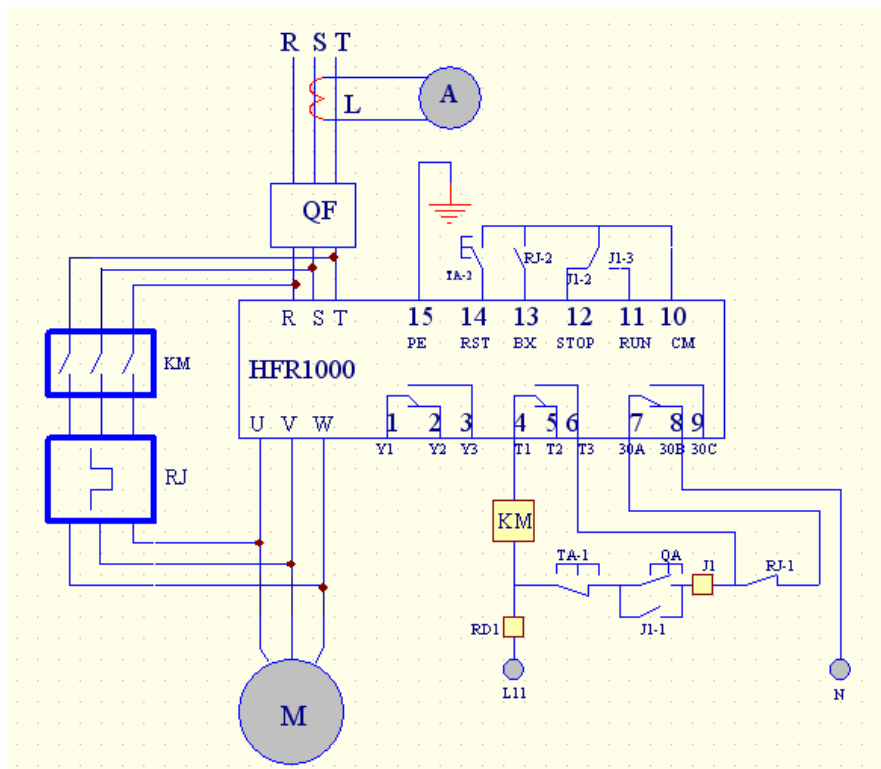 R S T
A
L
QF
TA-2
RJ-2
J1-2
J1-3
R S T
15 14 13 12 11 10
PE RST BX STOP RUN CM
KM
HFR1000
U V W
1 2 3 4 5 6 7 8 9
Y1 Y2 Y3 T1 T2 T3 30A 30B 30C
RJ
KM
TA-1
QA
J1
RJ-1
RD1
J1-1
L11
N
M